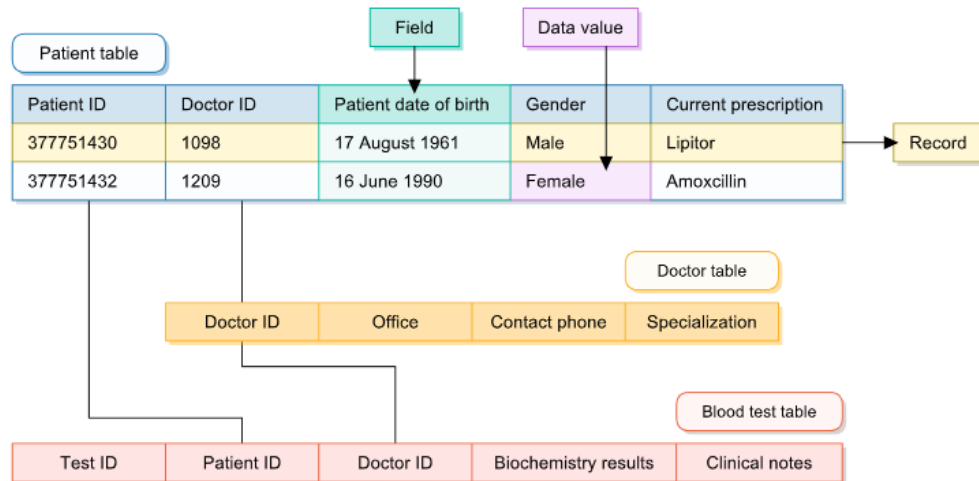 Field
Data value
Patient table
Patient ID Doctor ID Patient date of birth Gender Current prescription
377751430 1098 17 August 1961 Male Lipitor
Record
377751432 1209 16 June 1990 Female Amoxcillin
Doctor table
Doctor ID Office Contact phone Specialization
Blood test table
Test ID Patient ID Doctor ID Biochemistry results Clinical notes